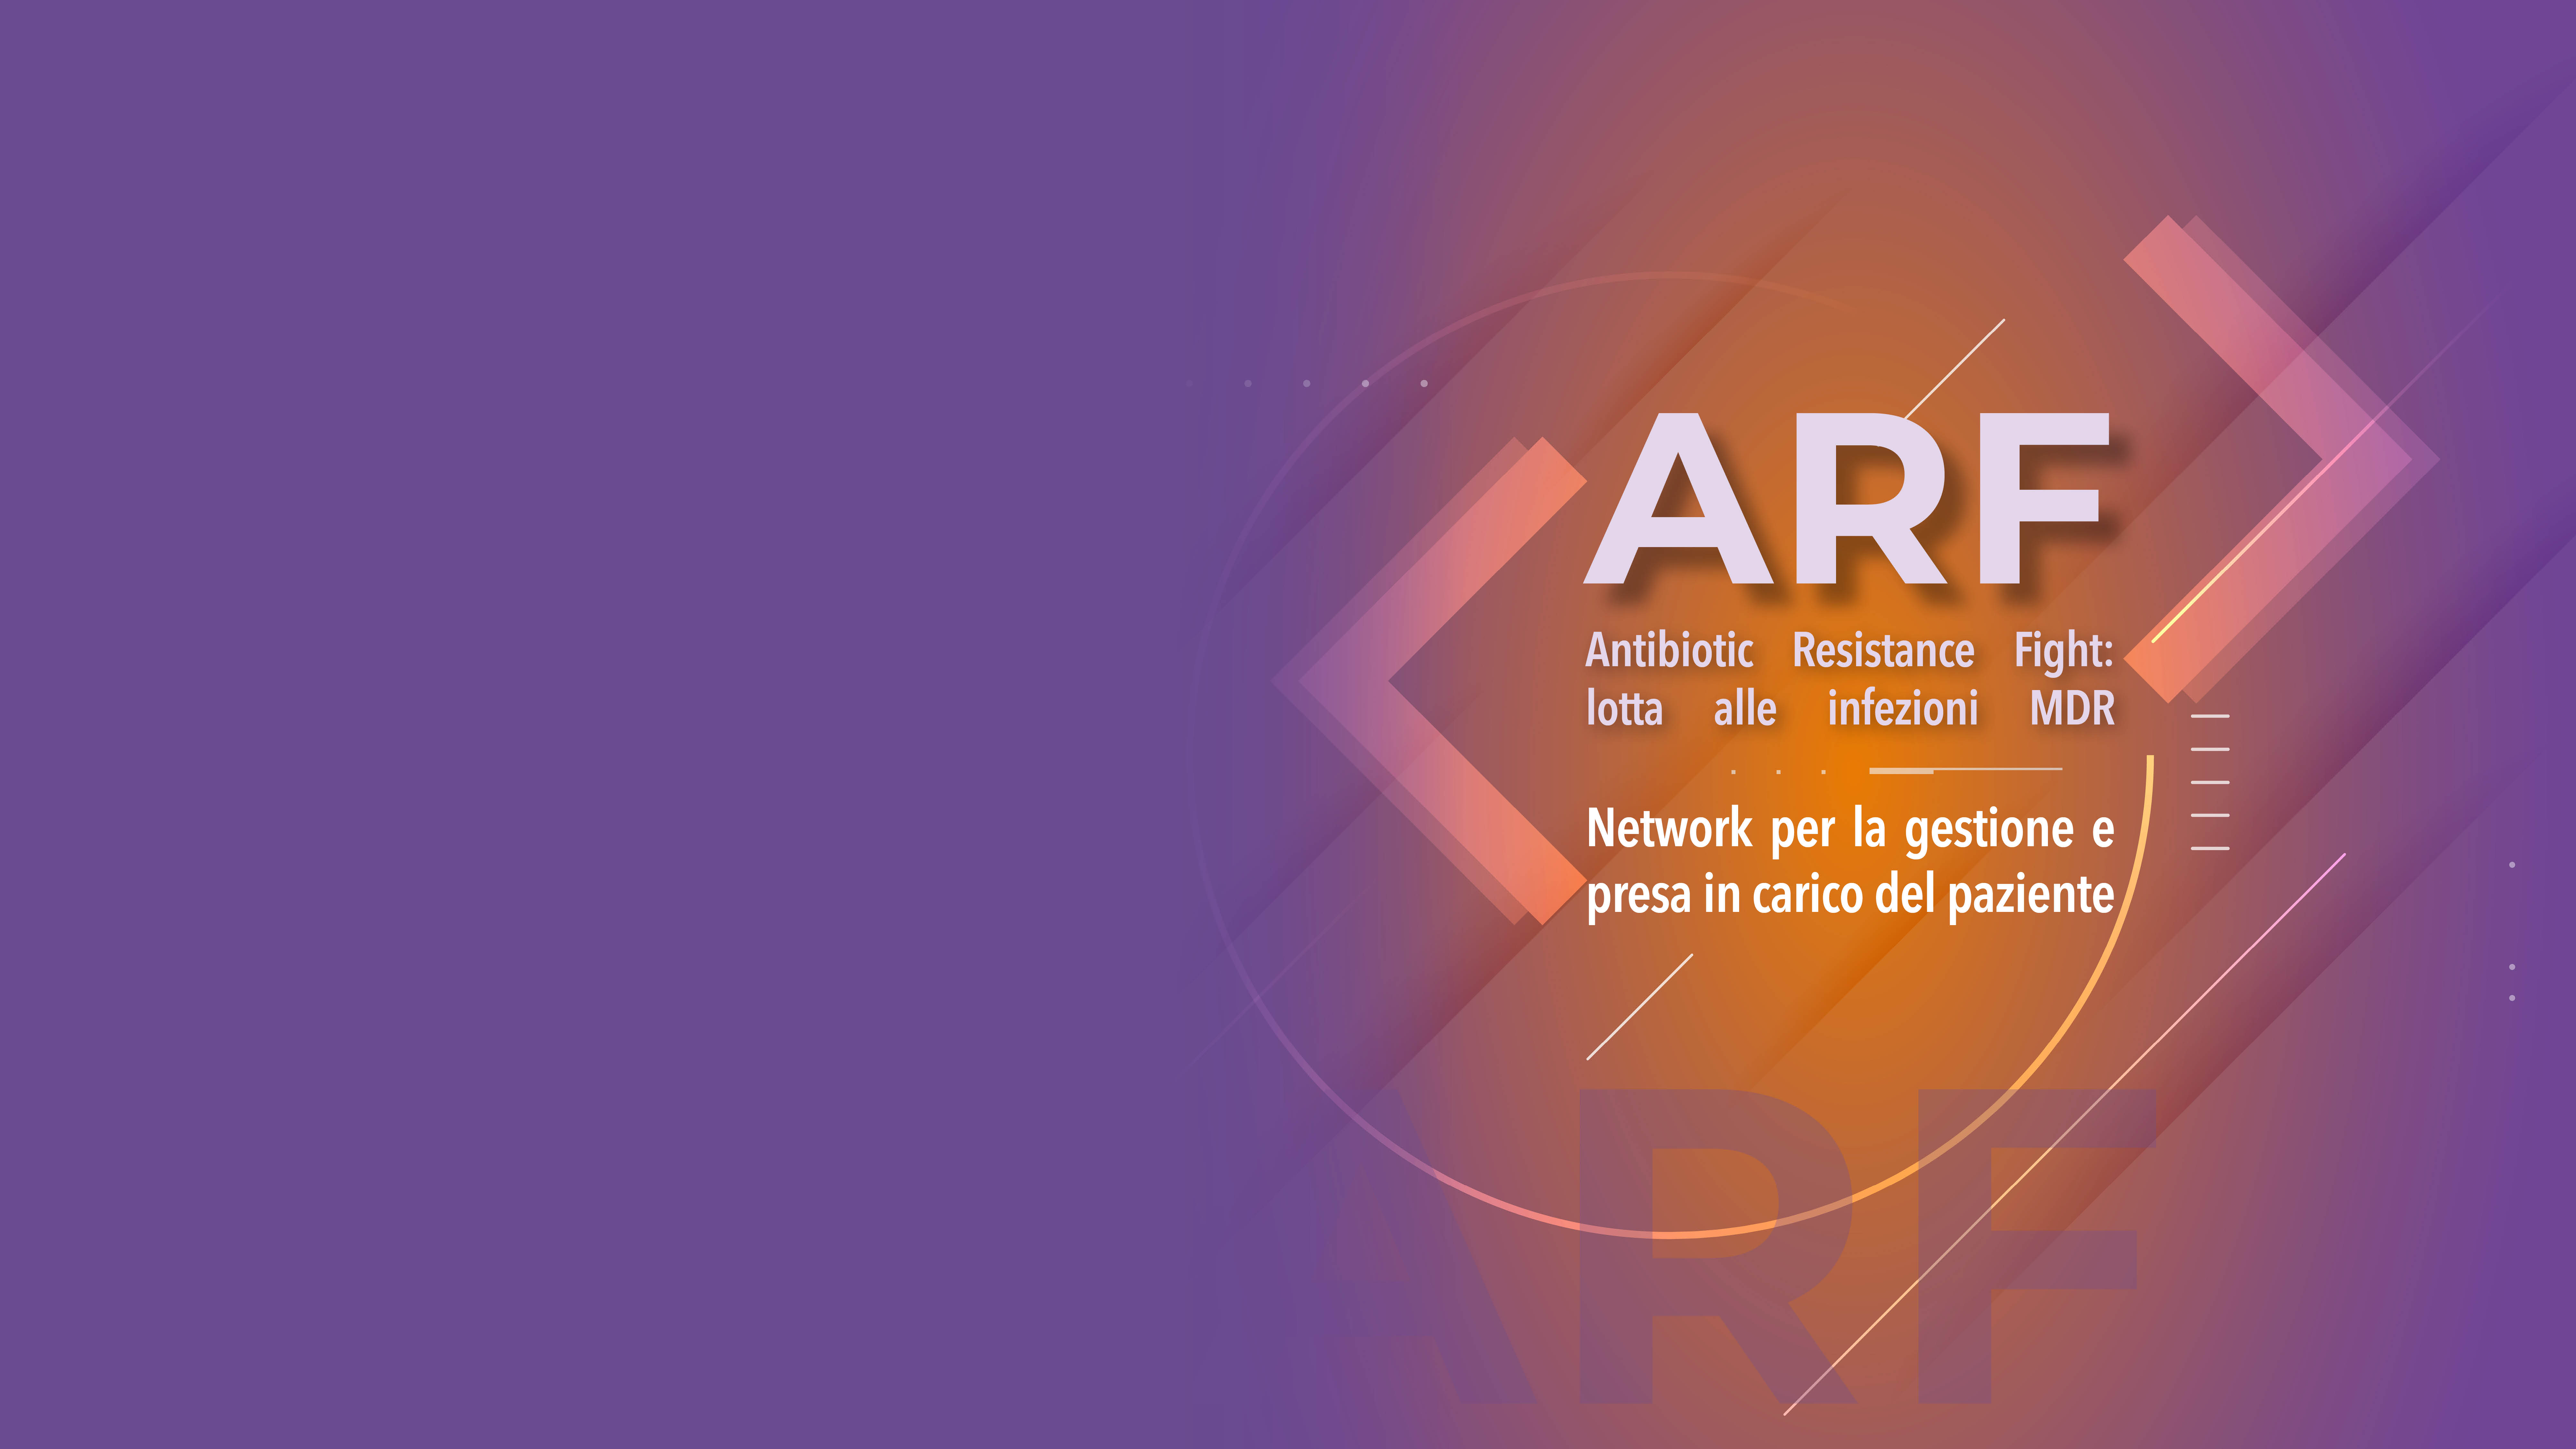 ARF
Antibiotic Resistance Fight:
lotta alle infezioni MDR
Network per la gestione e
presa in carico del paziente
ARF